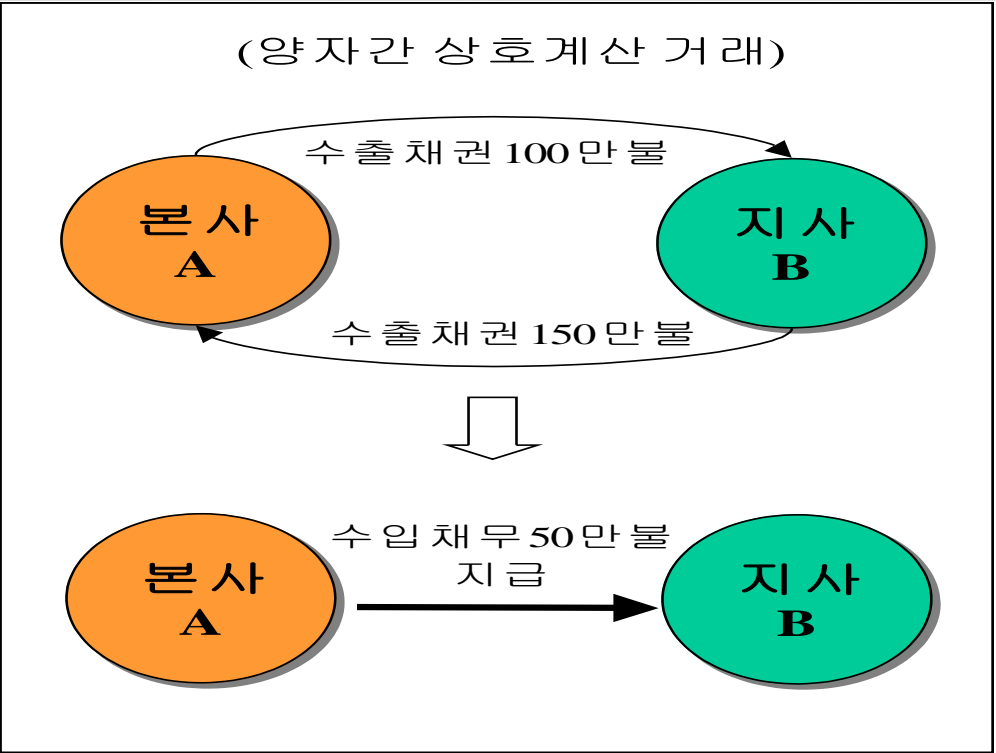 (양자간 상호계산 거래)
수출채권 100만불
본사
A
지사
B
수출채권 150만불
수입채무 50만불
지급
본사
A
지사
B